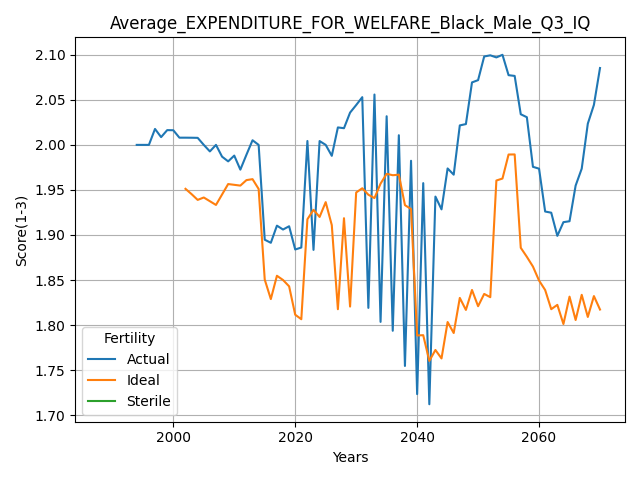 Average_EXPENDITURE_FOR_WELFARE_Black_Male_Q3_IQ
2.10
2.05
2.00
1.95
1.90
1.85
1.80
1.75
1.70
Score(1-3)
Fertility
Actual
Ideal
Sterile
2000
2020
2040
2060
Years